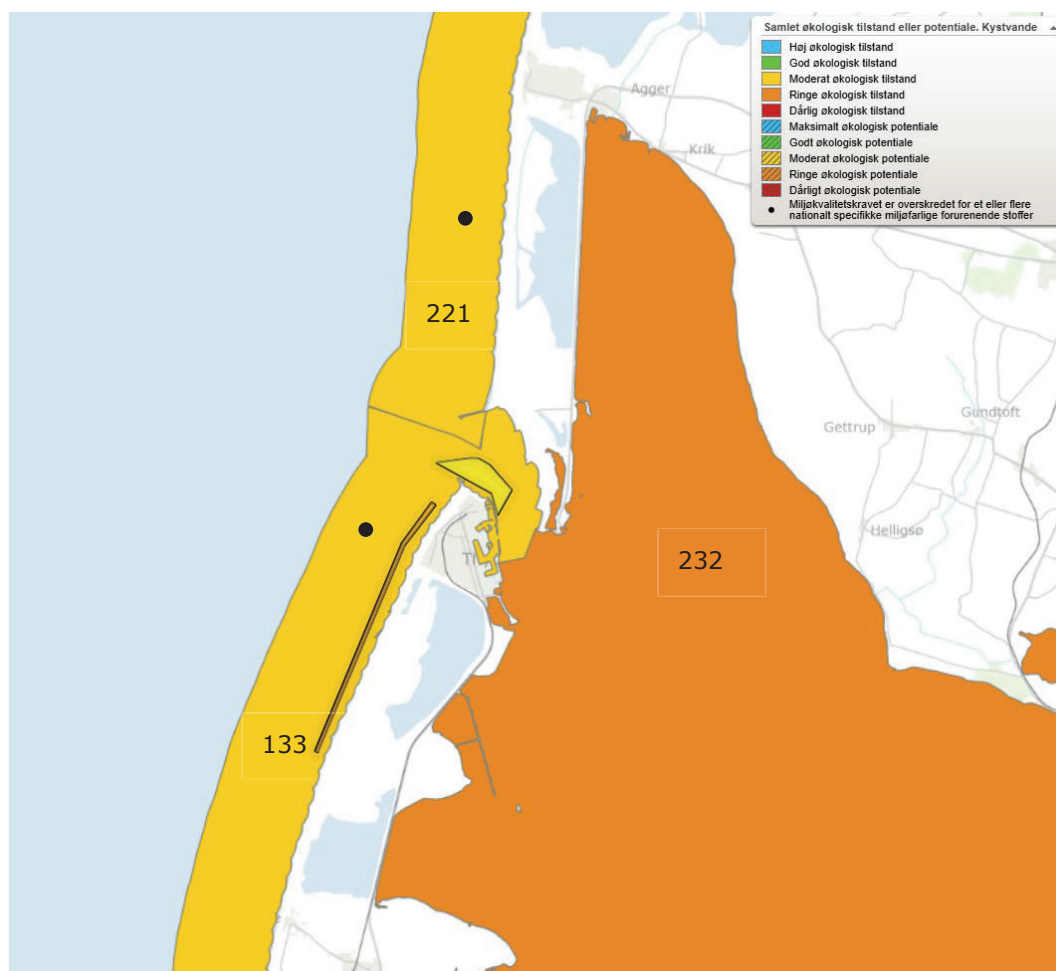 Samlet økologisk tilstand eller potentiale. Kystvande
Høj økologisk tilstand
God økologisk tilstand
Moderat økologisk tilstand
Ringe økologisk tilstand
Dårlig økologisk tilstand
Maksimalt økologisk potentiale
Godt økologisk potentiale
Moderat økologisk potentiale
Ringe økologisk potentiale
Dårligt økologisk potentiale
Miljøkvalitetskravet er overskredet for et eller flere
nationalt specifikke miljøfarlige forurenende stoffer
Agger
Krik
221
Gundtoft
Gettrup
Helligsø
232
133